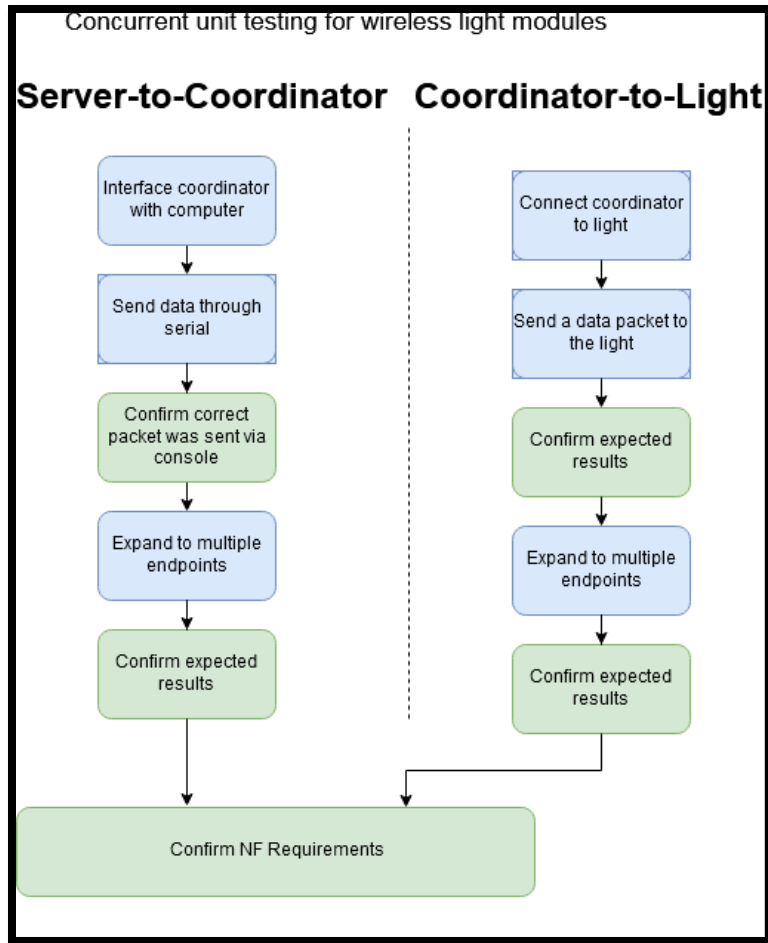 Concurrent unit testing for wireless light modules
Server-to-Coordinator
Interface coordinator
with computer
Send data through
serial
Confirm correct
packet was sent via
console
Expand to multiple
endpoints
Confirm expected
results
Coordinator-to-Light
Connect coordinator
to light
Send a data packet to
the light
Confirm expected
results
Expand to multiple
endpoints
Confirm expected
results
Confirm NF Requirements